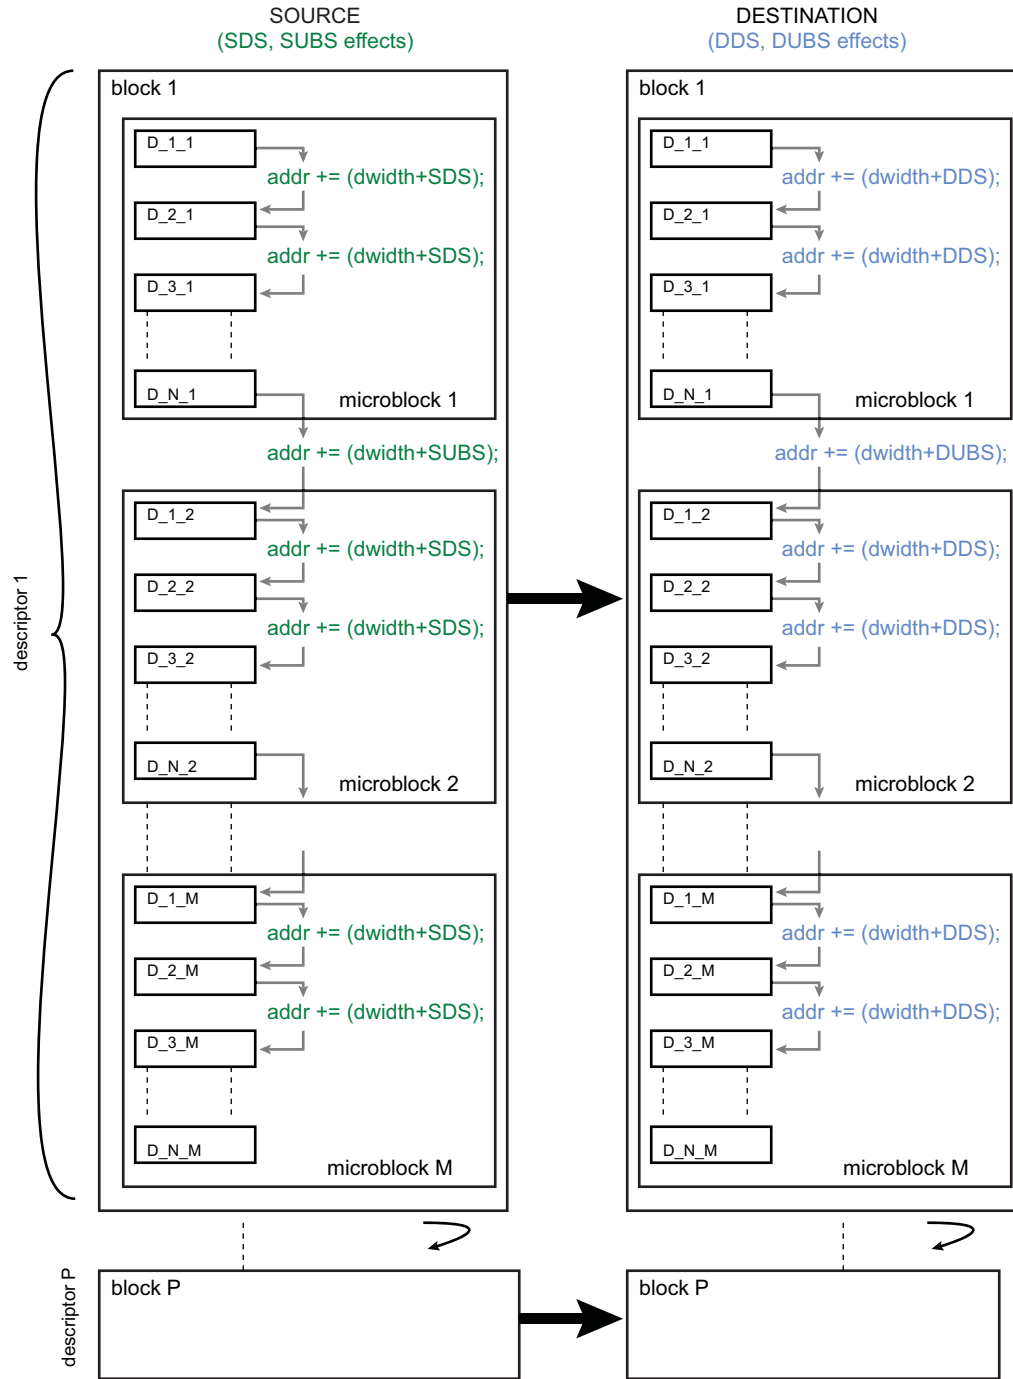 SOURCE
(SDS, SUBS effects)
block 1
D_1_1
addr += (dwidth+SDS);
D_2_1
addr += (dwidth+SDS);
D_3_1
D_N_1
microblock 1
addr += (dwidth+SUBS);
D_1_2
addr += (dwidth+SDS);
D_2_2
addr += (dwidth+SDS);
D_3_2
D_N_2
microblock 2
D_1_M
addr += (dwidth+SDS);
D_2_M
addr += (dwidth+SDS);
D_3_M
D_N_M
microblock M
descriptor 1
DESTINATION
(DDS, DUBS effects)
block 1
D_1_1
addr += (dwidth+DDS);
D_2_1
addr += (dwidth+DDS);
D_3_1
D_N_1
microblock 1
addr += (dwidth+DUBS);
D_1_2
addr += (dwidth+DDS);
D_2_2
addr += (dwidth+DDS);
D_3_2
D_N_2
microblock 2
D_1_M
addr += (dwidth+DDS);
D_2_M
addr += (dwidth+DDS);
D_3_M
D_N_M
microblock M
descriptor P
block P
block P